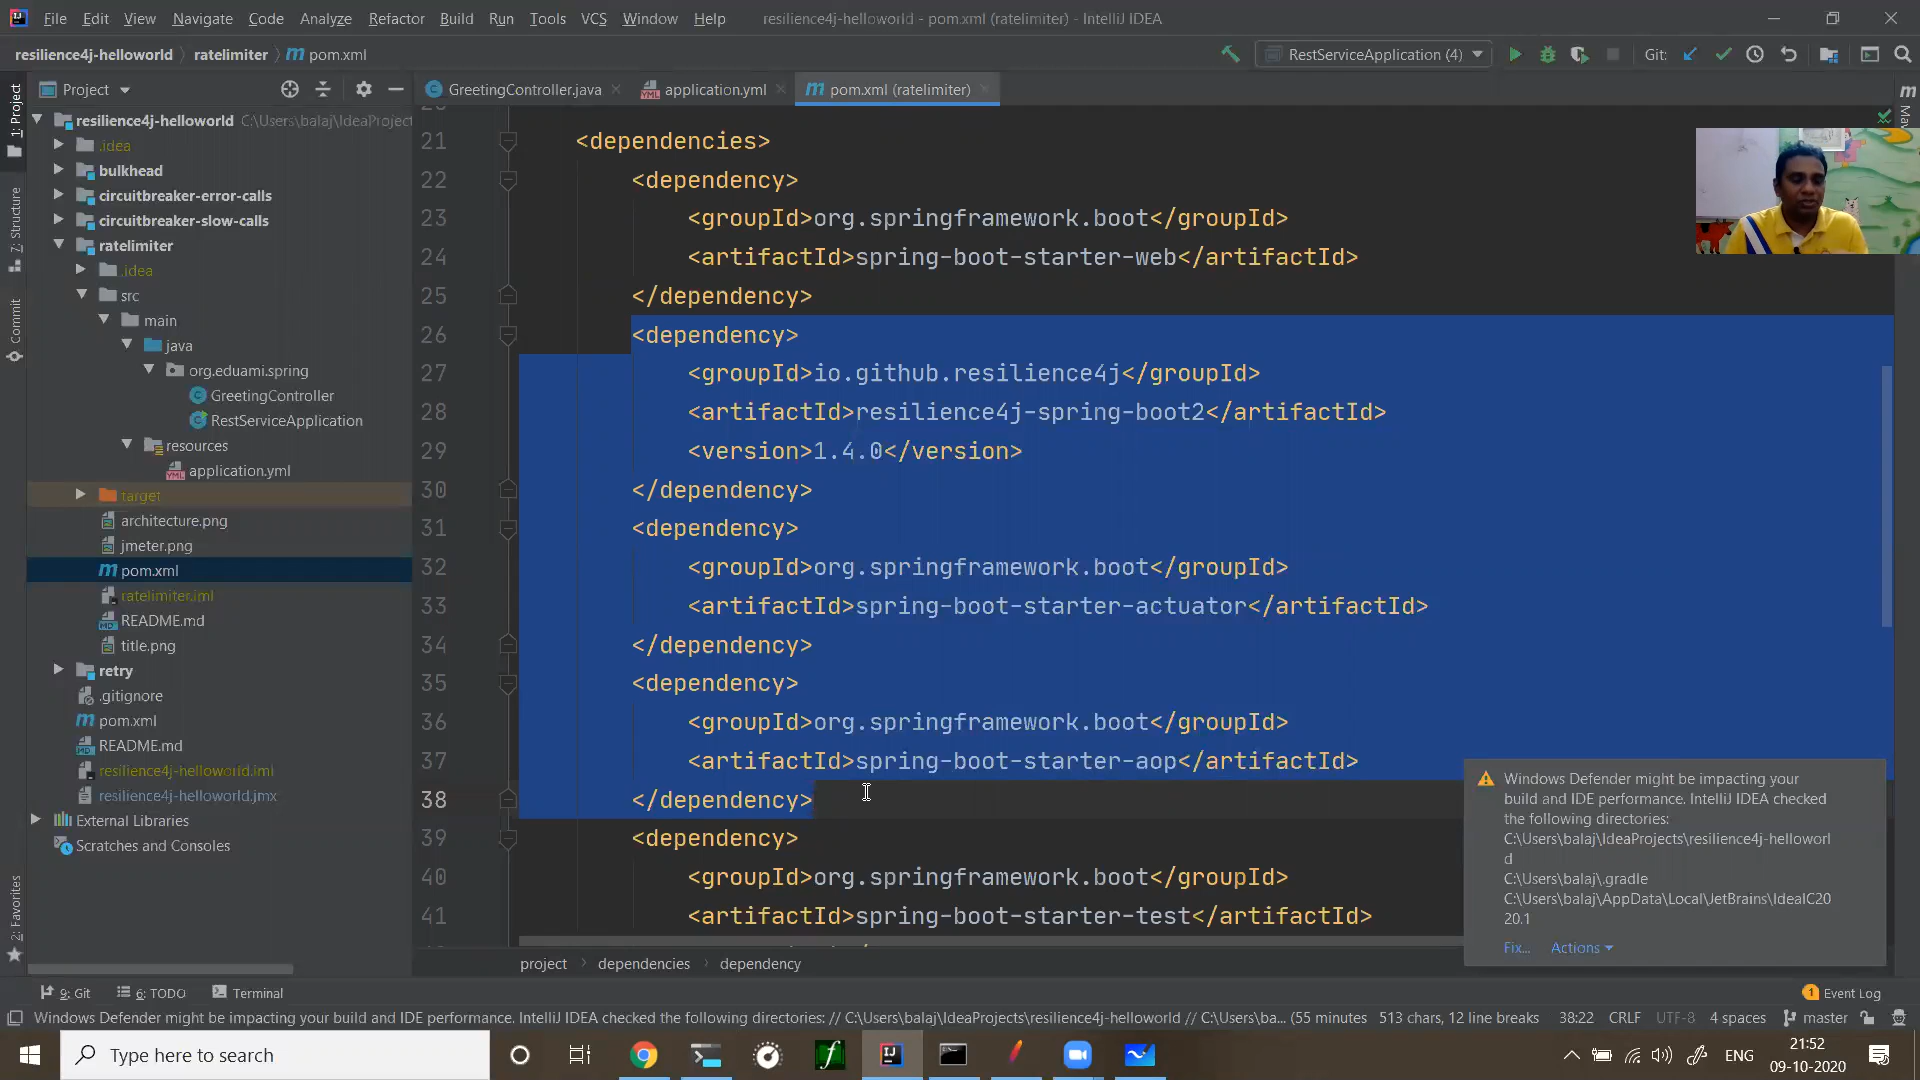 File Edit View Navigate Code Analyze Refactor Build Run Tools VCS Window Help resilience4j-helloworld - pom.xml (ratelimiter) - IntelliJ IDEA
resilience4j-helloworld ratelimiter pom.xml RestServiceApplication (4) Git:
Project GreetingController.java application.yml pom.xml (ratelimiter)
1: Project
7: Structure
Commit
2: Favorites
resilience4j-helloworld C:\Users\balaj\IdeaProject
.idea
bulkhead
circuitbreaker-error-calls
circuitbreaker-slow-calls
ratelimiter
.idea
src
main
java
org.eduami.spring
GreetingController
RestServiceApplication
resources
application.yml
target
architecture.png
jmeter.png
pom.xml
ratelimiter.iml
README.md
title.png
retry
.gitignore
pom.xml
README.md
resilience4j-helloworld.iml
resilience4j-helloworld.jmx
External Libraries
Scratches and Consoles
21 <dependencies>
22 <dependency>
23 <groupId>org.springframework.boot</groupId>
24 <artifactId>spring-boot-starter-web</artifactId>
25 </dependency>
26 <dependency>
27 <groupId>io.github.resilience4j</groupId>
28 <artifactId>resilience4j-spring-boot2</artifactId>
29 <version>1.4.0</version>
30 </dependency>
31 <dependency>
32 <groupId>org.springframework.boot</groupId>
33 <artifactId>spring-boot-starter-actuator</artifactId>
34 </dependency>
35 <dependency>
36 <groupId>org.springframework.boot</groupId>
37 <artifactId>spring-boot-starter-aop</artifactId>
38 </dependency>
39 <dependency>
40 <groupId>org.springframework.boot</groupId>
41 <artifactId>spring-boot-starter-test</artifactId>
Windows Defender might be impacting your
build and IDE performance. IntelliJ IDEA checked
the following directories:
C:\Users\balaj\IdeaProjects\resilience4j-helloworl
d
C:\Users\balaj\.gradle
C:\Users\balaj\AppData\Local\JetBrains\IdeaIC20
20.1
Fix... Actions
project dependencies dependency
9: Git 6: TODO Terminal 1 Event Log
Windows Defender might be impacting your build and IDE performance. IntelliJ IDEA checked the following directories: // C:\Users\balaj\IdeaProjects\resilience4j-helloworld // C:\Users\ba... (55 minutes 513 chars, 12 line breaks 38:22 CRLF UTF-8 4 spaces master
Type here to search ENG 21:52
09-10-2020